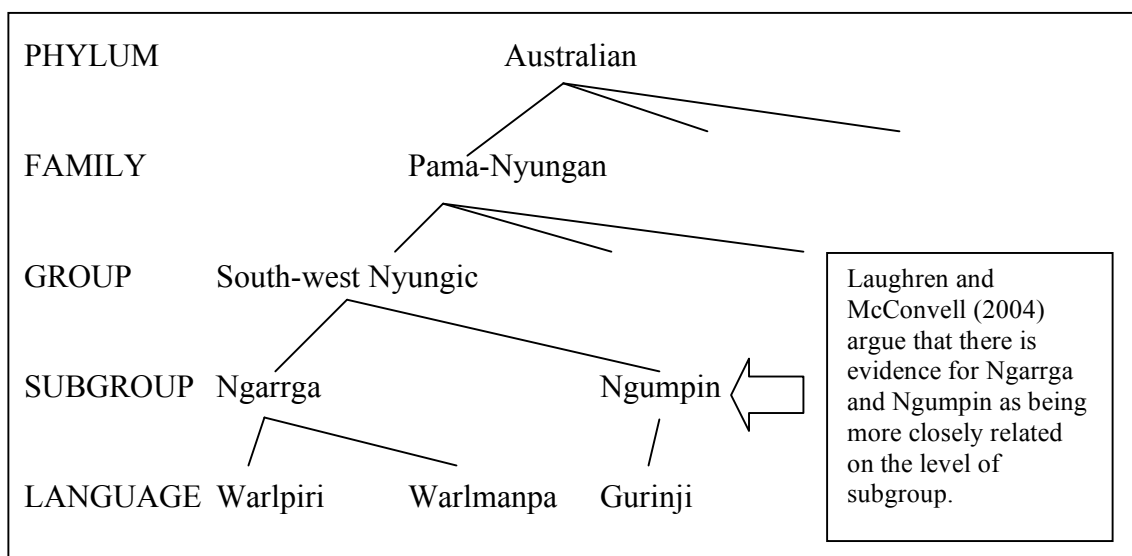 PHYLUM Australian
FAMILY Pama-Nyungan
GROUP South-west Nyungic
SUBGROUP Ngarrga Ngumpin
LANGUAGE Warlpiri Warlmanpa Gurinji
Laughren and
McConvell (2004)
argue that there is
evidence for Ngarrga
and Ngumpin as being
more closely related
on the level of
subgroup.